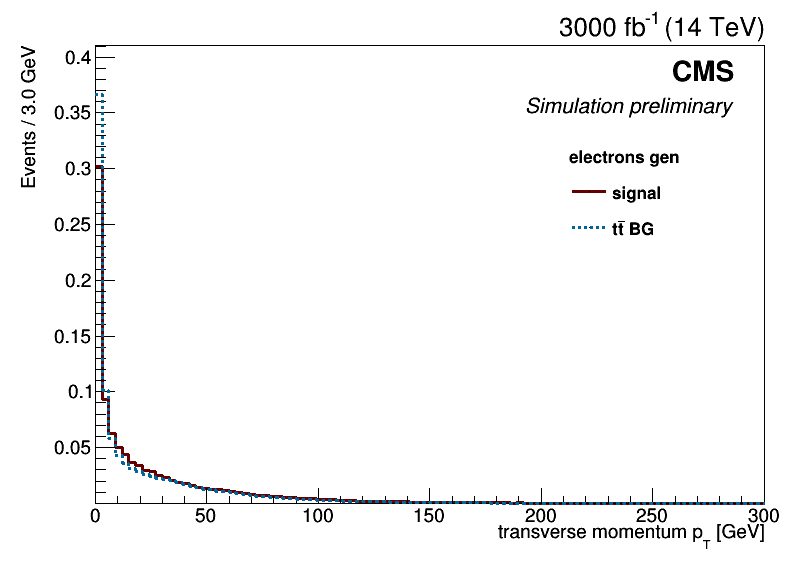 3000 fb⁻¹ (14 TeV)
CMS
Simulation preliminary
electrons gen
signal
tt̄ BG
Events / 3.0 GeV
0.4
0.35
0.3
0.25
0.2
0.15
0.1
0.05
0 50 100 150 200 250 300
transverse momentum p_T [GeV]